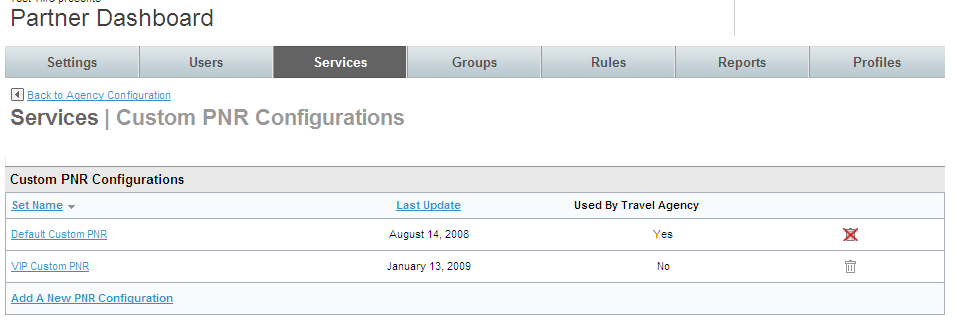 Partner Dashboard
Settings Users Services Groups Rules Reports Profiles
Back to Agency Configuration
Services | Custom PNR Configurations
Custom PNR Configurations
Set Name Last Update Used By Travel Agency
Default Custom PNR August 14, 2008 Yes
VIP Custom PNR January 13, 2009 No
Add A New PNR Configuration